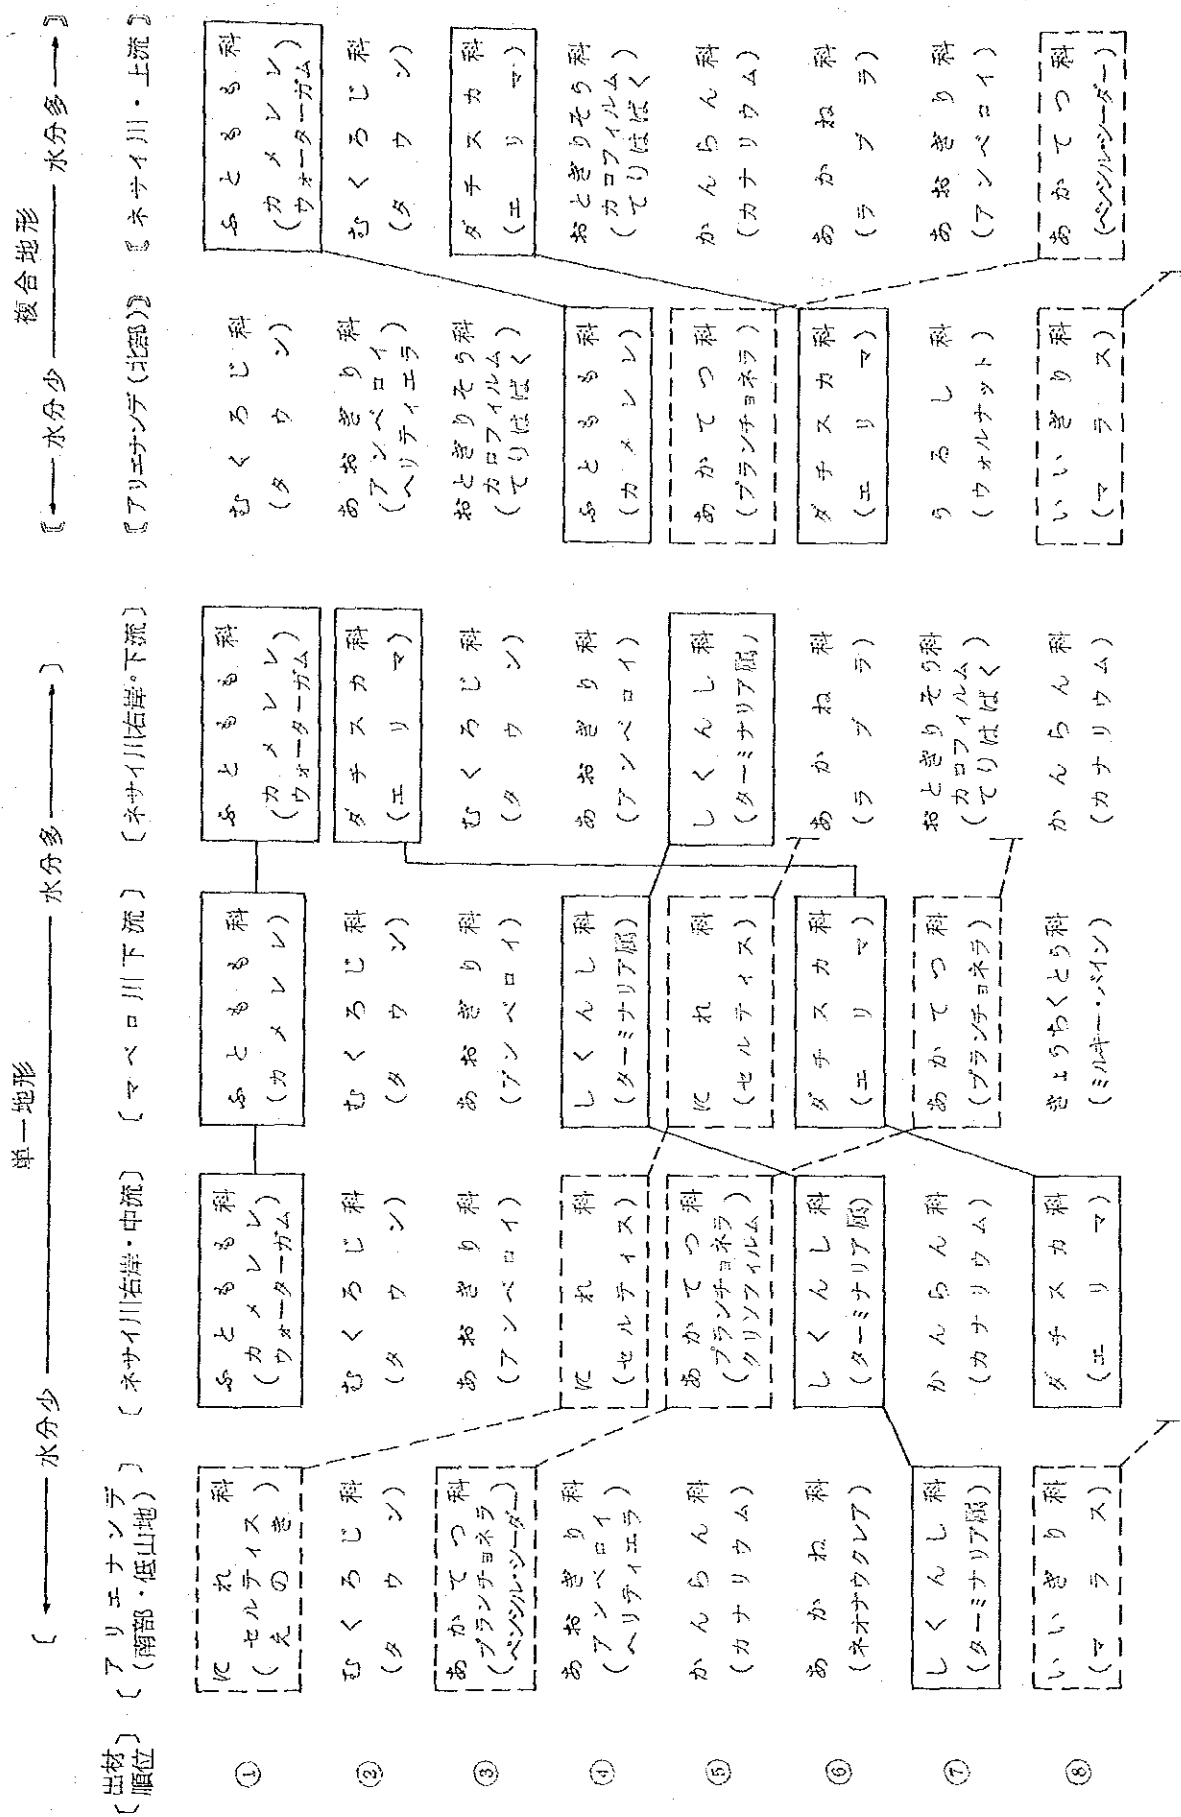 単一地形
複合地形
〔 ← 水分少 ─── 水分多 → 〕
〖 ← 水分少 ─── 水分多 → 〗
〔出材順位〕
〔アリエナンデ(南部・低山地)〕
〔ネサイ川右岸・中流〕
〔マベロ川下流〕
〔ネサイ川右岸・下流〕
〖アリエナンデ(北部)〗
〖ネサイ川・上流〗
①
にれ科
(セルティス
えのき)
ふともも科
(カメレレ
ウォーターガム)
ふともも科
(カメレレ)
ふともも科
(カメレレ
ウォーターガム)
むくろじ科
(タウン)
ふともも科
(カメレレ
ウォーターガム)
②
むくろじ科
(タウン)
むくろじ科
(タウン)
むくろじ科
(タウン)
ダチスカ科
(エリマ)
あおぎり科
(アンベロイ
ヘリティエラ)
むくろじ科
(タウン)
③
あかてつ科
(プランチョネラ
ペンシル・シーダー)
あおぎり科
(アンベロイ)
あおぎり科
(アンベロイ)
むくろじ科
(タウン)
おとぎりそう科
(カロフィルム
てりはぼく)
ダチスカ科
(エリマ)
④
あおぎり科
(アンベロイ
ヘリティエラ)
にれ科
(セルティス)
しくんし科
(ターミナリア属)
あおぎり科
(アンベロイ)
ふともも科
(カメレレ)
おとぎりそう科
(カロフィルム
てりはぼく)
⑤
かんらん科
(カナリウム)
あかてつ科
(プランチョネラ
クリソフィルム)
にれ科
(セルティス)
しくんし科
(ターミナリア属)
あかてつ科
(プランチョネラ)
かんらん科
(カナリウム)
⑥
あかね科
(ネオナウクレア)
しくんし科
(ターミナリア属)
ダチスカ科
(エリマ)
あかね科
(ラブラ)
ダチスカ科
(エリマ)
あかね科
(ラブラ)
⑦
しくんし科
(ターミナリア属)
かんらん科
(カナリウム)
あかてつ科
(プランチョネラ)
おとぎりそう科
(カロフィルム
てりはぼく)
うるし科
(ウォルナット)
あおぎり科
(アンベロイ)
⑧
いいぎり科
(マラス)
ダチスカ科
(エリマ)
きょうちくとう科
(ミルキー・パイン)
かんらん科
(カナリウム)
いいぎり科
(マラス)
あかてつ科
(ペンシル・シーダー)